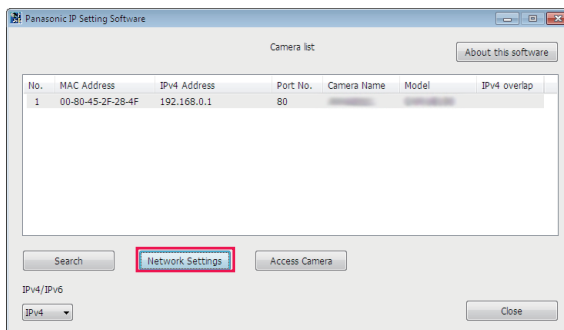 Panasonic IP Setting Software
Camera list
About this software
No. MAC Address IPv4 Address Port No. Camera Name Model IPv4 overlap
1 00-80-45-2F-28-4F 192.168.0.1 80
Search Network Settings Access Camera
IPv4/IPv6
IPv4 Close